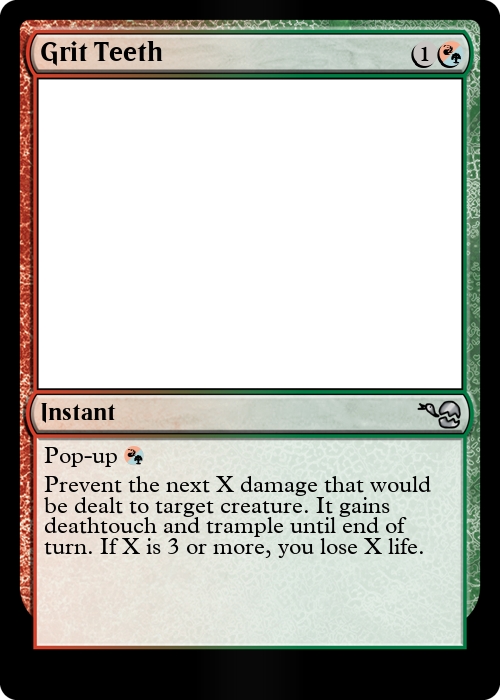 Grit Teeth
1
Instant
Pop-up
Prevent the next X damage that would
be dealt to target creature. It gains
deathtouch and trample until end of
turn. If X is 3 or more, you lose X life.